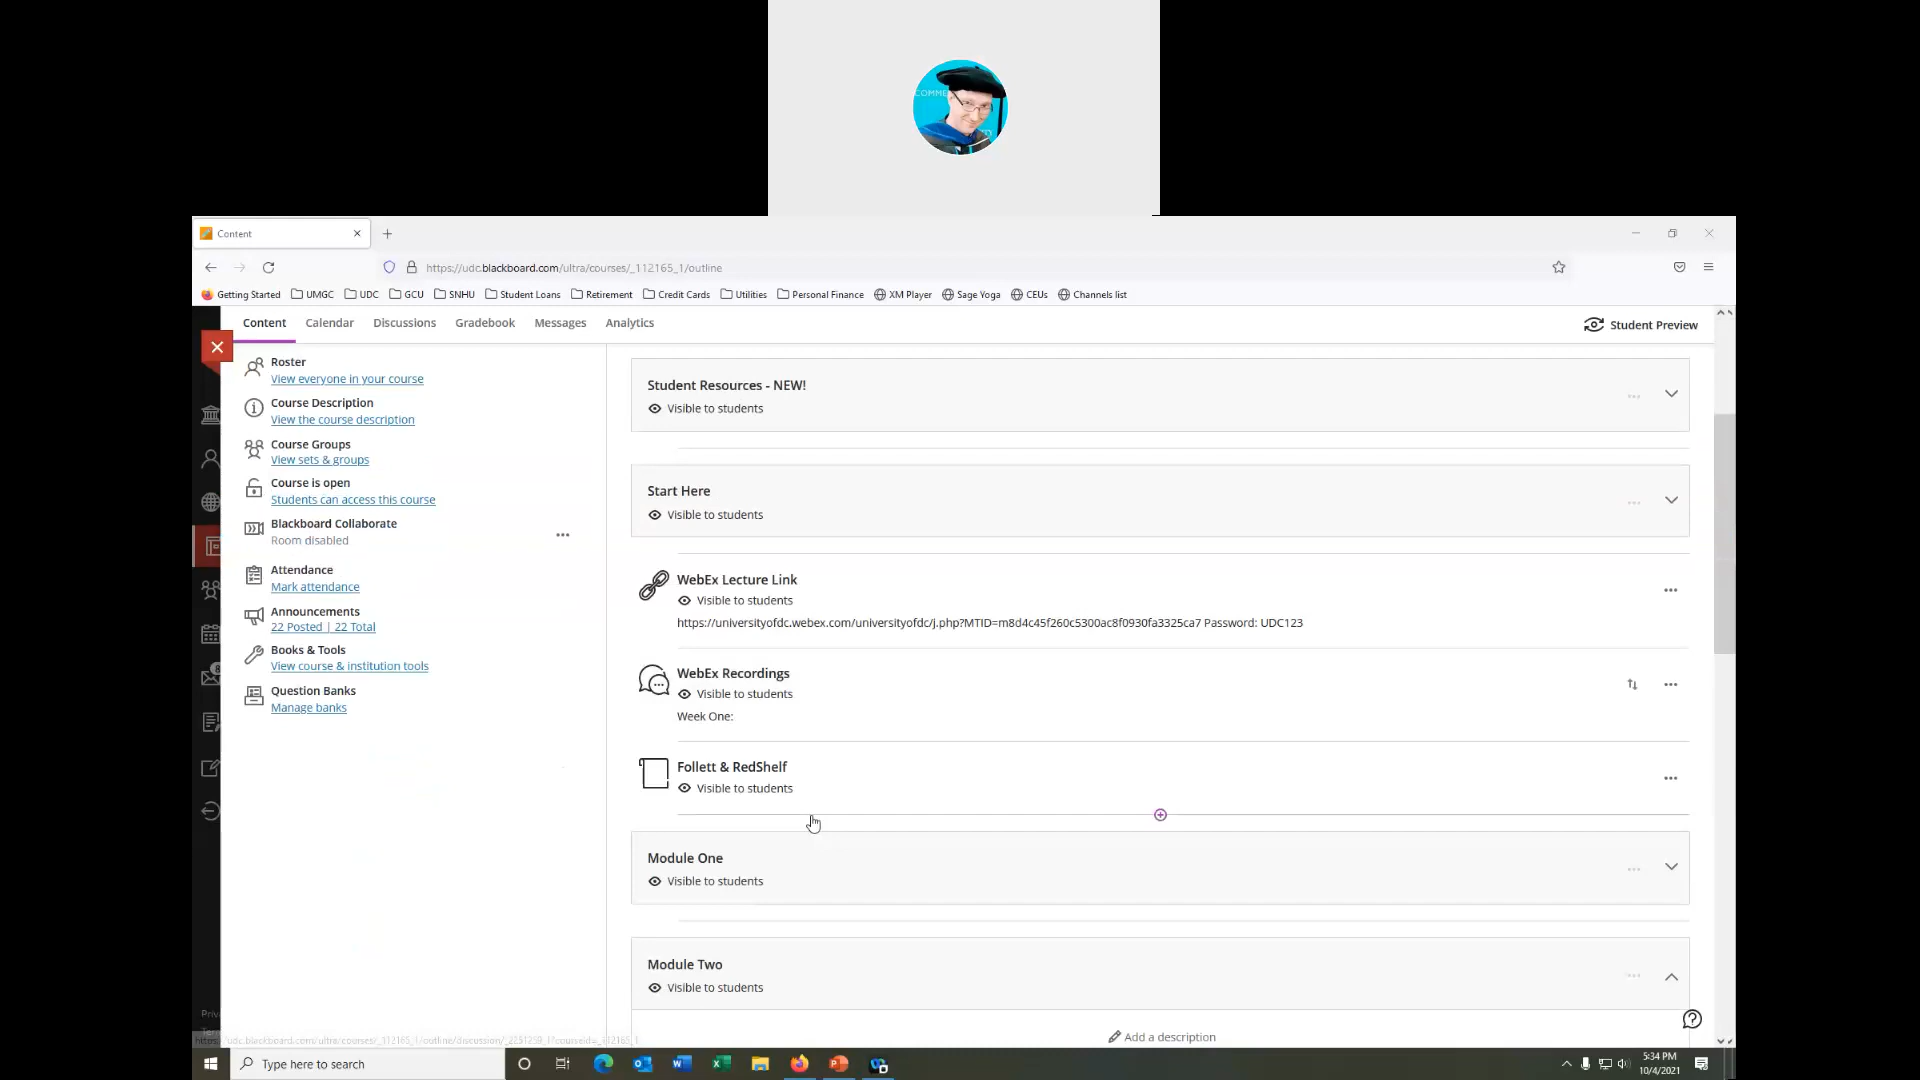 COMME
Content
https://udc.blackboard.com/ultra/courses/_112165_1/outline
Getting Started UMGC UDC GCU SNHU Student Loans Retirement Credit Cards Utilities Personal Finance XM Player Sage Yoga CEUs Channels list
Content Calendar Discussions Gradebook Messages Analytics
Student Preview
Roster
View everyone in your course
Course Description
View the course description
Course Groups
View sets & groups
Course is open
Students can access this course
Blackboard Collaborate
Room disabled
Attendance
Mark attendance
Announcements
22 Posted | 22 Total
Books & Tools
View course & institution tools
Question Banks
Manage banks
Student Resources - NEW!
Visible to students
Start Here
Visible to students
WebEx Lecture Link
Visible to students
https://universityofdc.webex.com/universityofdc/j.php?MTID=m8d4c45f260c5300ac8f0930fa3325ca7 Password: UDC123
WebEx Recordings
Visible to students
Week One:
Follett & RedShelf
Visible to students
Module One
Visible to students
Module Two
Visible to students
Add a description
8
Priv
Type here to search
5:34 PM
10/4/2021